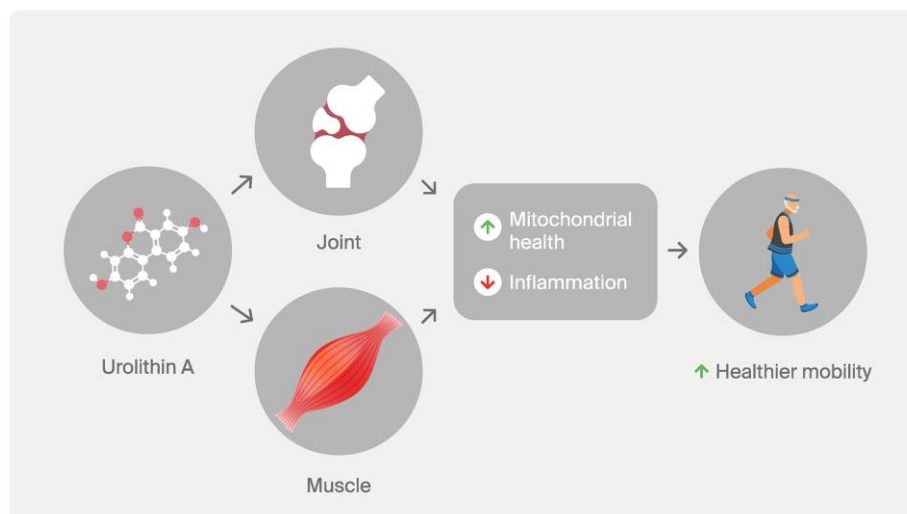 Joint
Mitochondrial
health
Inflammation
Urolithin A
Healthier mobility
Muscle